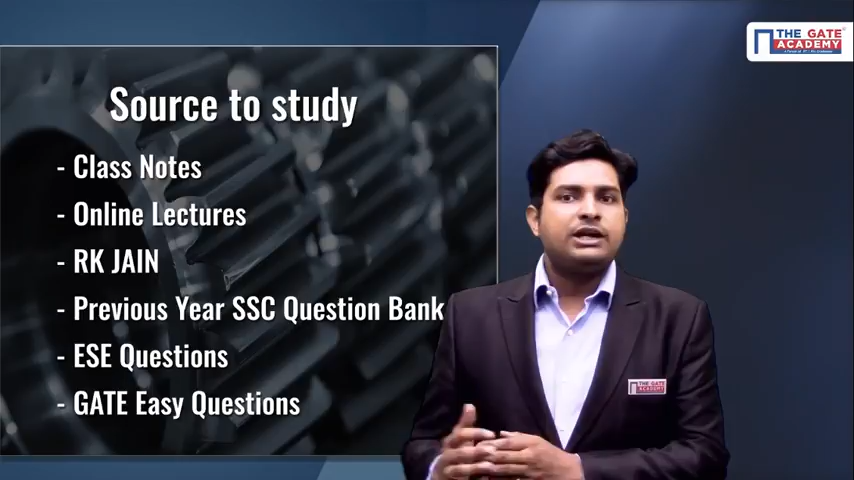 THE GATE
ACADEMY
Source to study
- Class Notes
- Online Lectures
- RK JAIN
- Previous Year SSC Question Bank
- ESE Questions
- GATE Easy Questions
THE GATE
ACADEMY